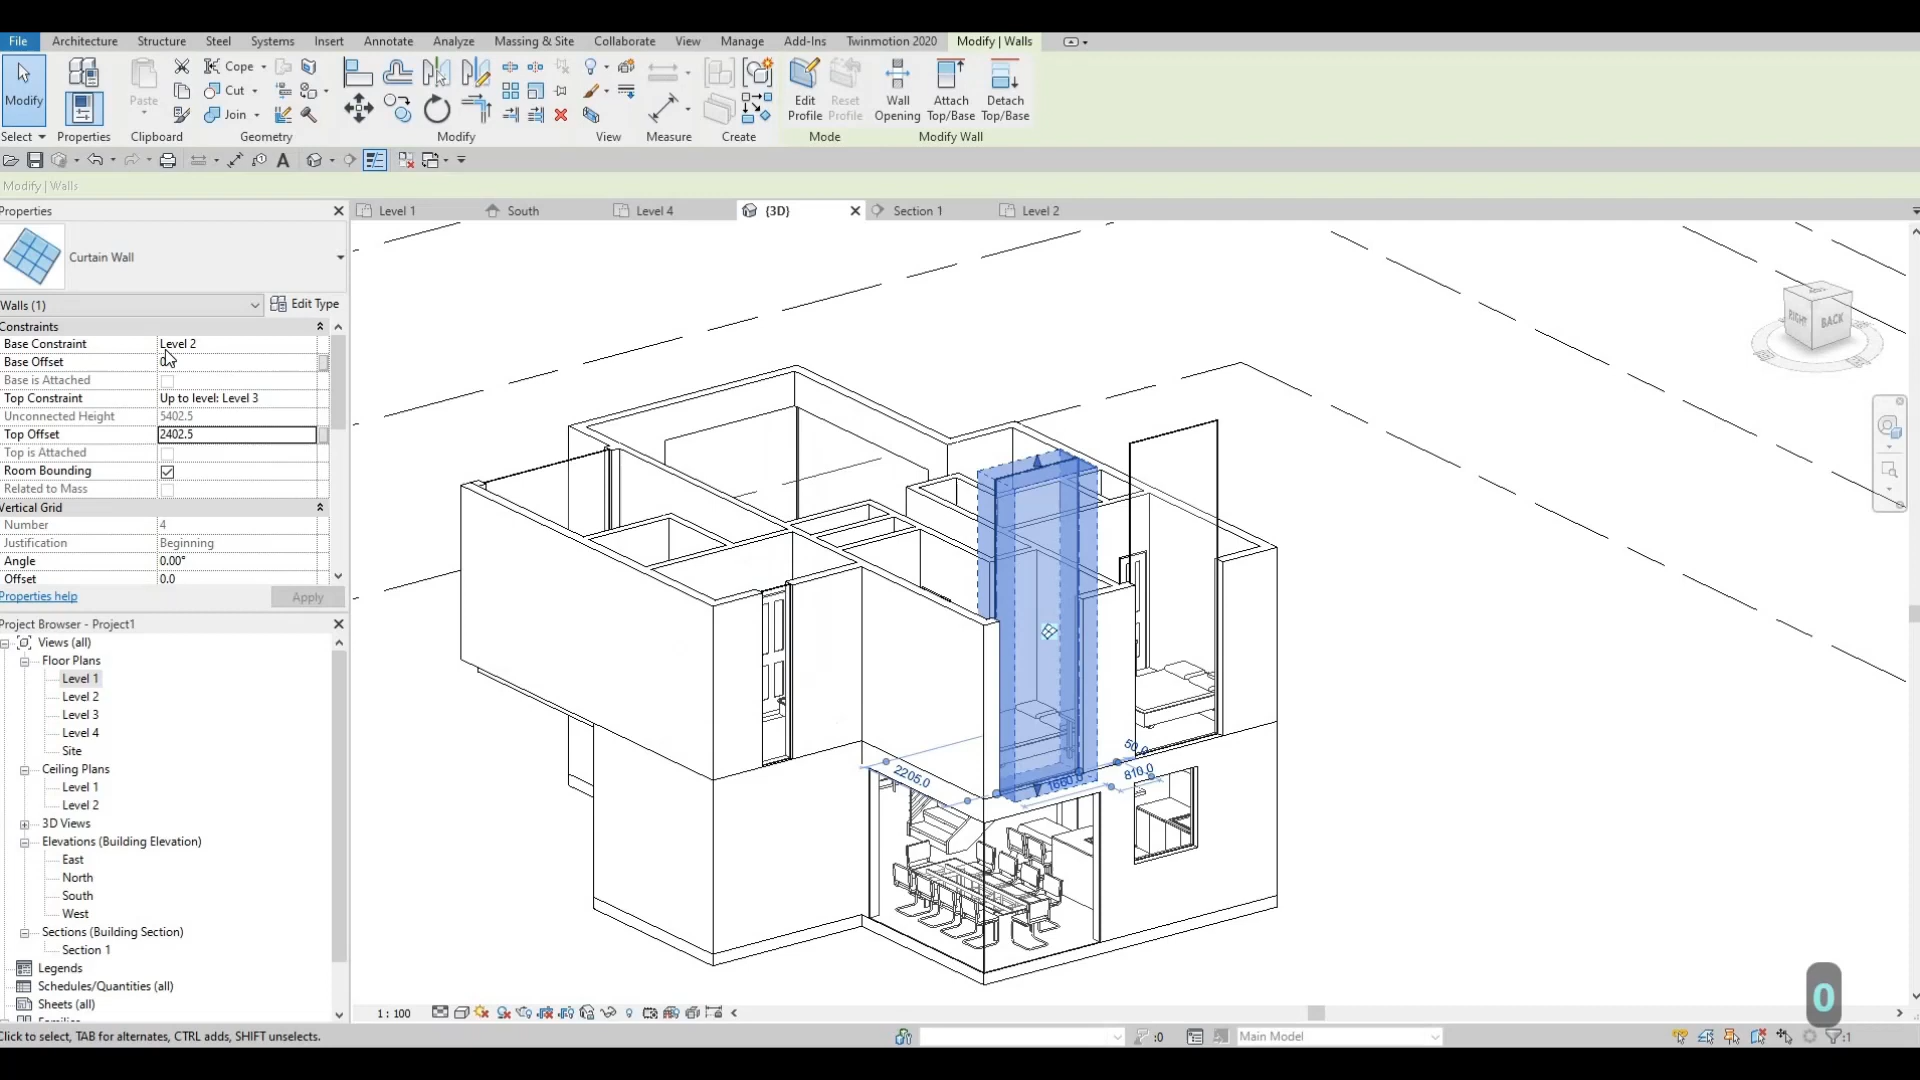 File Architecture Structure Steel Systems Insert Annotate Analyze Massing & Site Collaborate View Manage Add-Ins Twinmotion 2020 Modify | Walls
Cope
Cut
Join
Modify
Paste
Edit Profile
Reset Profile
Wall Opening
Attach Top/Base
Detach Top/Base
Select Properties Clipboard Geometry Modify View Measure Create Mode Modify Wall
Modify | Walls
Properties
Level 1 South Level 4 {3D} Section 1 Level 2
Curtain Wall
Walls (1) Edit Type
Constraints
Base Constraint Level 2
Base Offset
Base is Attached
Top Constraint Up to level: Level 3
Unconnected Height 5402.5
Top Offset 2402.5
Top is Attached
Room Bounding
Related to Mass
Vertical Grid
Number 4
Justification Beginning
Angle 0.00°
Offset 0.0
Properties help Apply
Project Browser - Project1
Views (all)
Floor Plans
Level 1
Level 2
Level 3
Level 4
Site
Ceiling Plans
Level 1
Level 2
3D Views
Elevations (Building Elevation)
East
North
South
West
Sections (Building Section)
Section 1
Legends
Schedules/Quantities (all)
Sheets (all)
RIGHT BACK
2205.0
1660.0
50.0
810.0
0
1 : 100
Click to select, TAB for alternates, CTRL adds, SHIFT unselects.
:0
Main Model
:1